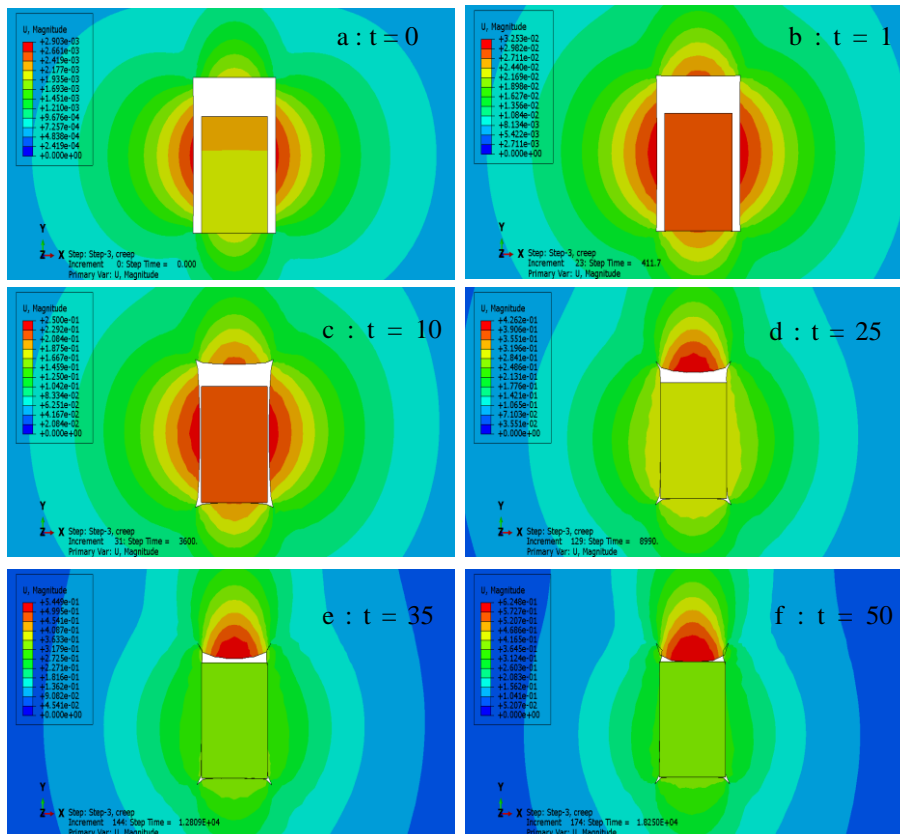 U, Magnitude
+2.903e-03
+2.661e-03
+2.419e-03
+2.177e-03
+1.935e-03
+1.693e-03
+1.451e-03
+1.210e-03
+9.676e-04
+7.257e-04
+4.838e-04
+2.419e-04
+0.000e+00
a : t = 0
Y
Z X
Step: Step-3, creep
Increment 0: Step Time = 0.000
Primary Var: U, Magnitude
U, Magnitude
+3.253e-02
+2.982e-02
+2.711e-02
+2.440e-02
+2.169e-02
+1.898e-02
+1.627e-02
+1.356e-02
+1.084e-02
+8.134e-03
+5.422e-03
+2.711e-03
+0.000e+00
b : t = 1
Y
Z X
Step: Step-3, creep
Increment 23: Step Time = 411.7
Primary Var: U, Magnitude
U, Magnitude
+2.500e-01
+2.292e-01
+2.084e-01
+1.875e-01
+1.667e-01
+1.459e-01
+1.250e-01
+1.042e-01
+8.334e-02
+6.251e-02
+4.167e-02
+2.084e-02
+0.000e+00
c : t = 10
Y
Z X
Step: Step-3, creep
Increment 31: Step Time = 3600.
Primary Var: U, Magnitude
U, Magnitude
+4.262e-01
+3.906e-01
+3.551e-01
+3.196e-01
+2.841e-01
+2.486e-01
+2.131e-01
+1.776e-01
+1.421e-01
+1.065e-01
+7.103e-02
+3.551e-02
+0.000e+00
d : t = 25
Y
Z X
Step: Step-3, creep
Increment 129: Step Time = 8990.
Primary Var: U, Magnitude
U, Magnitude
+5.449e-01
+4.995e-01
+4.541e-01
+4.087e-01
+3.633e-01
+3.179e-01
+2.725e-01
+2.271e-01
+1.816e-01
+1.362e-01
+9.082e-02
+4.541e-02
+0.000e+00
e : t = 35
Y
Z X
Step: Step-3, creep
Increment 144: Step Time = 1.2809E+04
Primary Var: U, Magnitude
U, Magnitude
+6.248e-01
+5.727e-01
+5.207e-01
+4.686e-01
+4.165e-01
+3.645e-01
+3.124e-01
+2.603e-01
+2.083e-01
+1.562e-01
+1.041e-01
+5.207e-02
+0.000e+00
f : t = 50
Y
Z X
Step: Step-3, creep
Increment 174: Step Time = 1.8250E+04
Primary Var: U, Magnitude